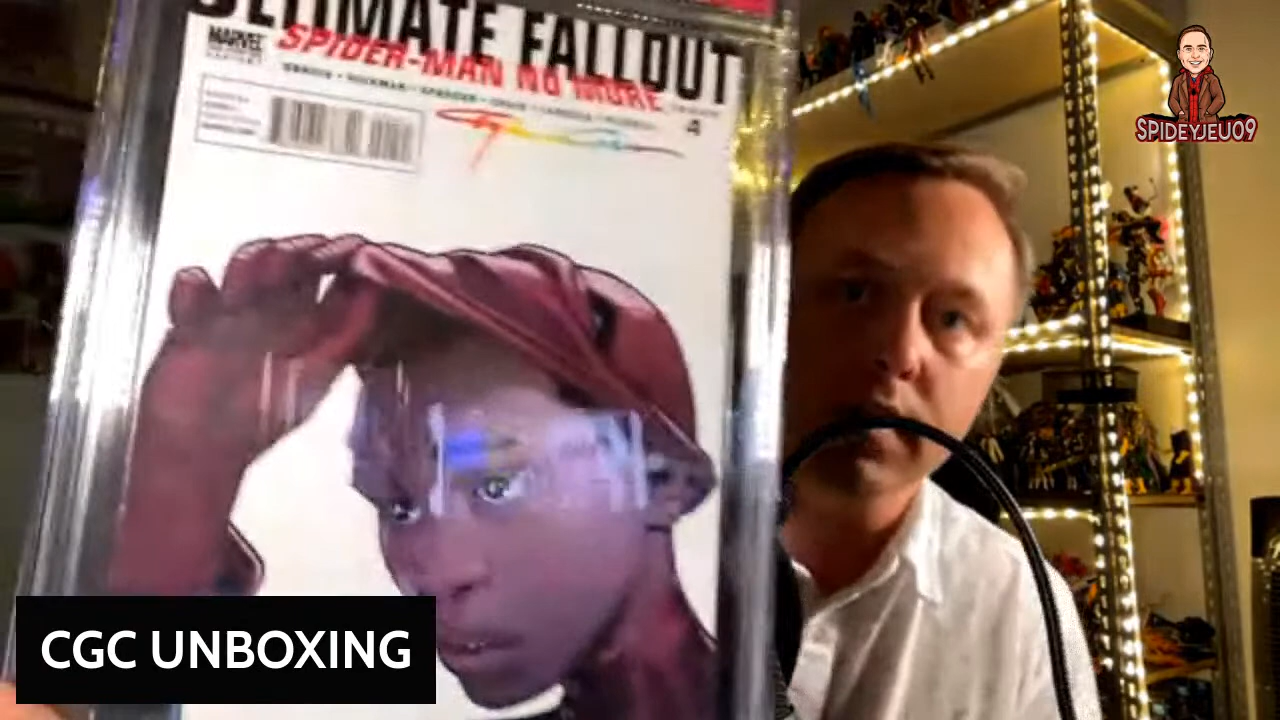 ULTIMATE FALLOUT
MARVEL
SPIDER-MAN NO MORE
4
SPIDEYJEU09
CGC UNBOXING